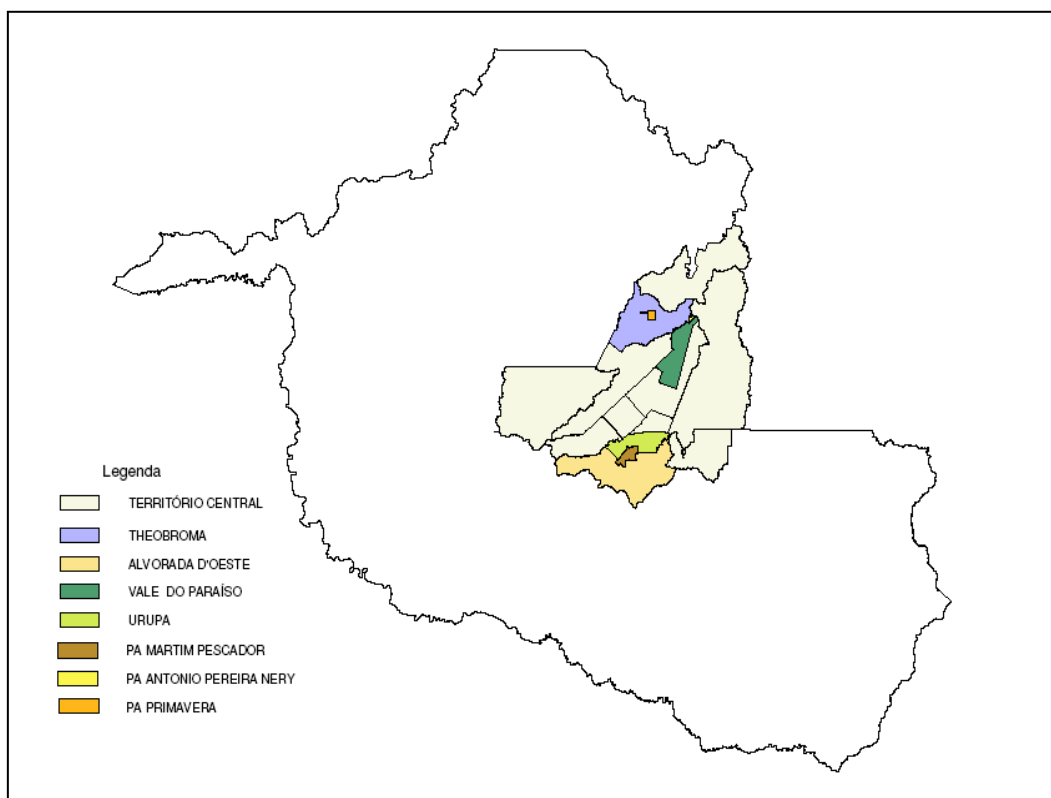 Legenda
TERRITÓRIO CENTRAL
THEOBROMA
ALVORADA D'OESTE
VALE DO PARAÍSO
URUPA
PA MARTIM PESCADOR
PA ANTONIO PEREIRA NERY
PA PRIMAVERA